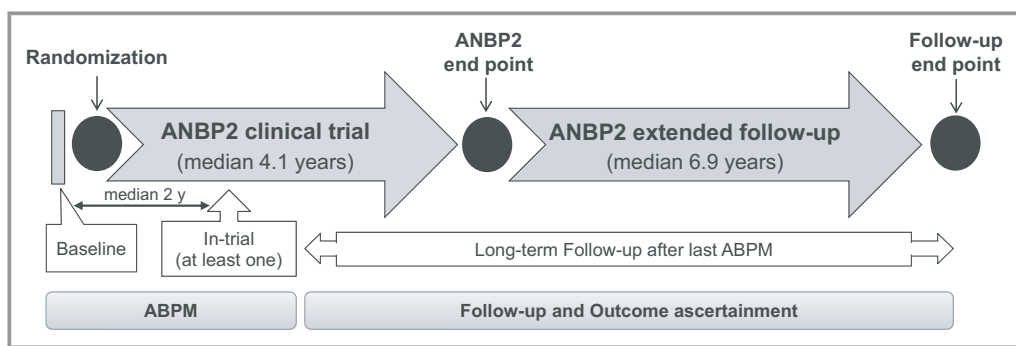 Randomization
ANBP2
end point
Follow-up
end point
ANBP2 clinical trial
(median 4.1 years)
ANBP2 extended follow-up
(median 6.9 years)
median 2 y
Baseline
In-trial
(at least one)
Long-term Follow-up after last ABPM
ABPM
Follow-up and Outcome ascertainment